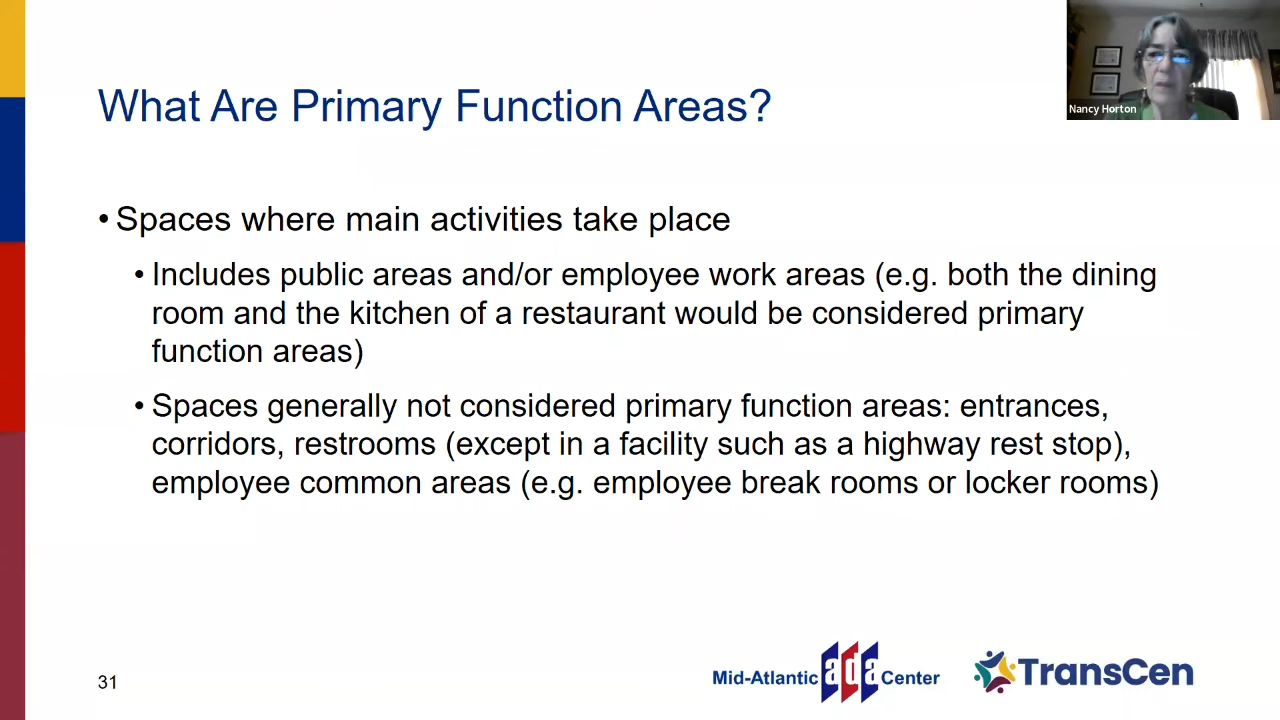 Nancy Horton
What Are Primary Function Areas?
• Spaces where main activities take place
• Includes public areas and/or employee work areas (e.g. both the dining
room and the kitchen of a restaurant would be considered primary
function areas)
• Spaces generally not considered primary function areas: entrances,
corridors, restrooms (except in a facility such as a highway rest stop),
employee common areas (e.g. employee break rooms or locker rooms)
31
Mid-Atlantic ada Center
TransCen